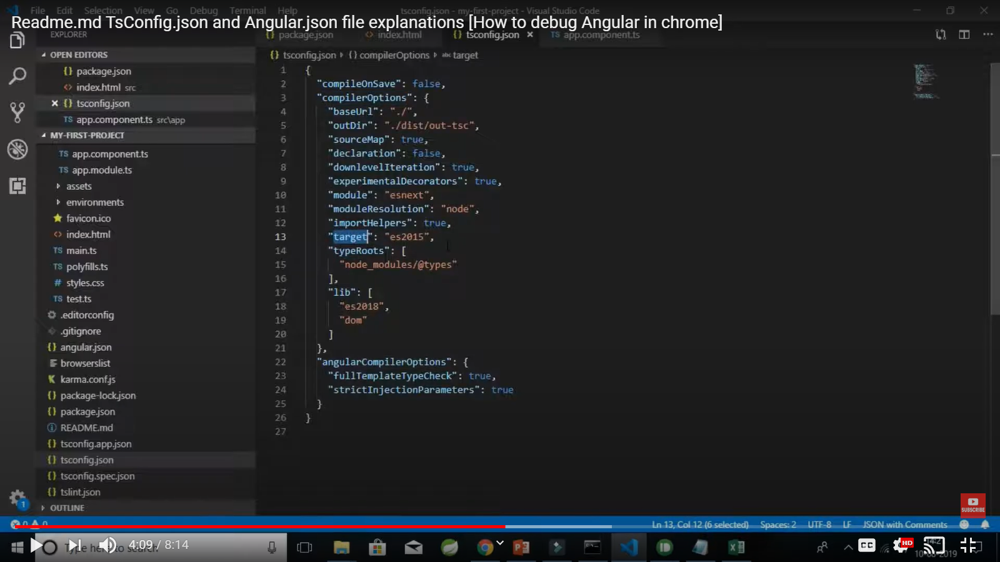 File Edit Selection View Go Debug Terminal Help
tsconfig.json - my-first-project - Visual Studio Code
Readme.md TsConfig.json and Angular.json file explanations [How to debug Angular in chrome]
EXPLORER
package.json
index.html
tsconfig.json
TS app.component.ts
OPEN EDITORS
{} package.json
<> index.html src
{} tsconfig.json
TS app.component.ts src\app
MY-FIRST-PROJECT
TS app.component.ts
TS app.module.ts
assets
environments
favicon.ico
<> index.html
TS main.ts
TS polyfills.ts
# styles.css
TS test.ts
.editorconfig
.gitignore
{} angular.json
browserslist
K karma.conf.js
{} package-lock.json
{} package.json
README.md
{} tsconfig.app.json
{} tsconfig.json
{} tsconfig.spec.json
{} tslint.json
OUTLINE
1
{} tsconfig.json {} compilerOptions abc target
1 {
2 "compileOnSave": false,
3 "compilerOptions": {
4 "baseUrl": "./",
5 "outDir": "./dist/out-tsc",
6 "sourceMap": true,
7 "declaration": false,
8 "downlevelIteration": true,
9 "experimentalDecorators": true,
10 "module": "esnext",
11 "moduleResolution": "node",
12 "importHelpers": true,
13 "target": "es2015",
14 "typeRoots": [
15 "node_modules/@types"
16 ],
17 "lib": [
18 "es2018",
19 "dom"
20 ]
21 },
22 "angularCompilerOptions": {
23 "fullTemplateTypeCheck": true,
24 "strictInjectionParameters": true
25 }
26 }
27
SUBSCRIBE
0 0
Ln 13, Col 12 (6 selected) Spaces: 2 UTF-8 LF JSON with Comments
Type here to search
4:09 / 8:14
CC
HD